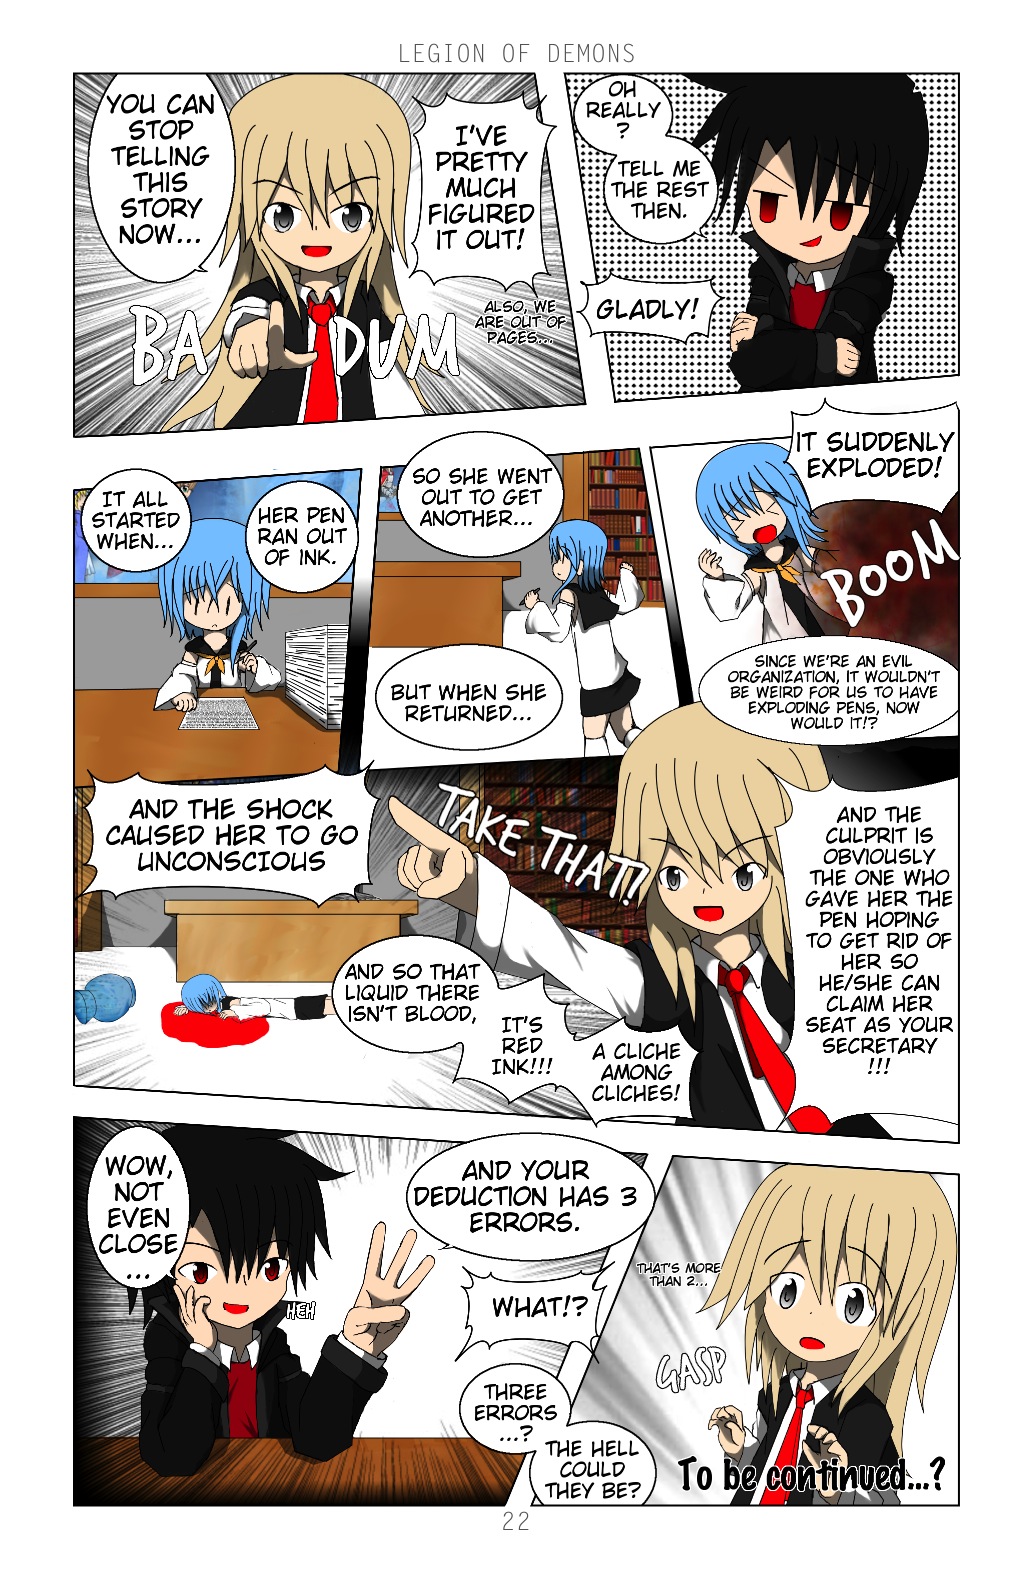 LEGION OF DEMONS
YOU CAN
STOP
TELLING
THIS
STORY
NOW...
I'VE
PRETTY
MUCH
FIGURED
IT OUT!
BA DUM
ALSO, WE
ARE OUT OF
PAGES...
OH
REALLY
?
TELL ME
THE REST
THEN.
GLADLY!
IT ALL
STARTED
WHEN...
HER PEN
RAN OUT
OF INK.
SO SHE WENT
OUT TO GET
ANOTHER...
BUT WHEN SHE
RETURNED...
IT SUDDENLY
EXPLODED!
BOOM
SINCE WE'RE AN EVIL
ORGANIZATION, IT WOULDN'T
BE WEIRD FOR US TO HAVE
EXPLODING PENS, NOW
WOULD IT!?
AND THE SHOCK
CAUSED HER TO GO
UNCONSCIOUS
TAKE THAT!
AND SO THAT
LIQUID THERE
ISN'T BLOOD,
IT'S
RED
INK!!!
A CLICHE
AMONG
CLICHES!
AND THE
CULPRIT IS
OBVIOUSLY
THE ONE WHO
GAVE HER THE
PEN HOPING
TO GET RID OF
HER SO
HE/SHE CAN
CLAIM HER
SEAT AS YOUR
SECRETARY
!!!
WOW,
NOT
EVEN
CLOSE
...
HEH
AND YOUR
DEDUCTION HAS 3
ERRORS.
WHAT!?
THREE
ERRORS
...?
THE HELL
COULD
THEY BE?
THAT'S MORE
THAN 2...
GASP
To be continued...?
22